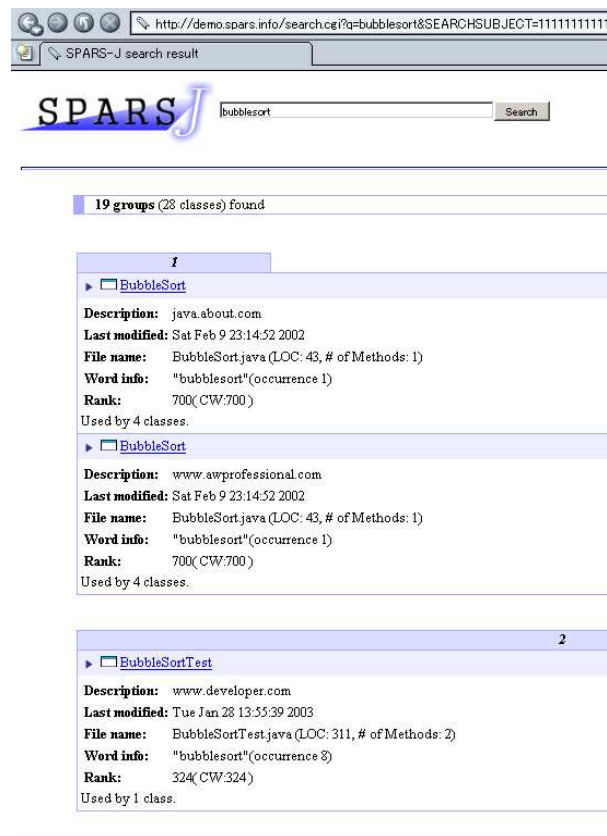 http://demo.spars.info/search.cgi?q=bubblesort&SEARCHSUBJECT=11111111111
SPARS-J search result
SPARS J bubblesort Search
19 groups (28 classes) found
1
BubbleSort
Description: java.about.com
Last modified: Sat Feb 9 23:14:52 2002
File name: BubbleSort.java (LOC: 43, # of Methods: 1)
Word info: "bubblesort"(occurrence 1)
Rank: 700( CW:700 )
Used by 4 classes.
BubbleSort
Description: www.awprofessional.com
Last modified: Sat Feb 9 23:14:52 2002
File name: BubbleSort.java (LOC: 43, # of Methods: 1)
Word info: "bubblesort"(occurrence 1)
Rank: 700( CW:700 )
Used by 4 classes.
2
BubbleSortTest
Description: www.developer.com
Last modified: Tue Jan 28 13:55:39 2003
File name: BubbleSortTest.java (LOC: 311, # of Methods: 2)
Word info: "bubblesort"(occurrence 8)
Rank: 324( CW:324 )
Used by 1 class.